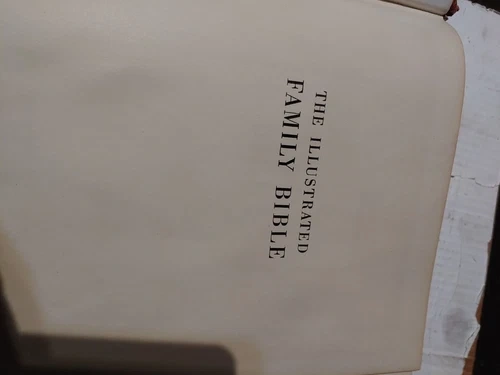 THE ILLUSTRATED
FAMILY BIBLE